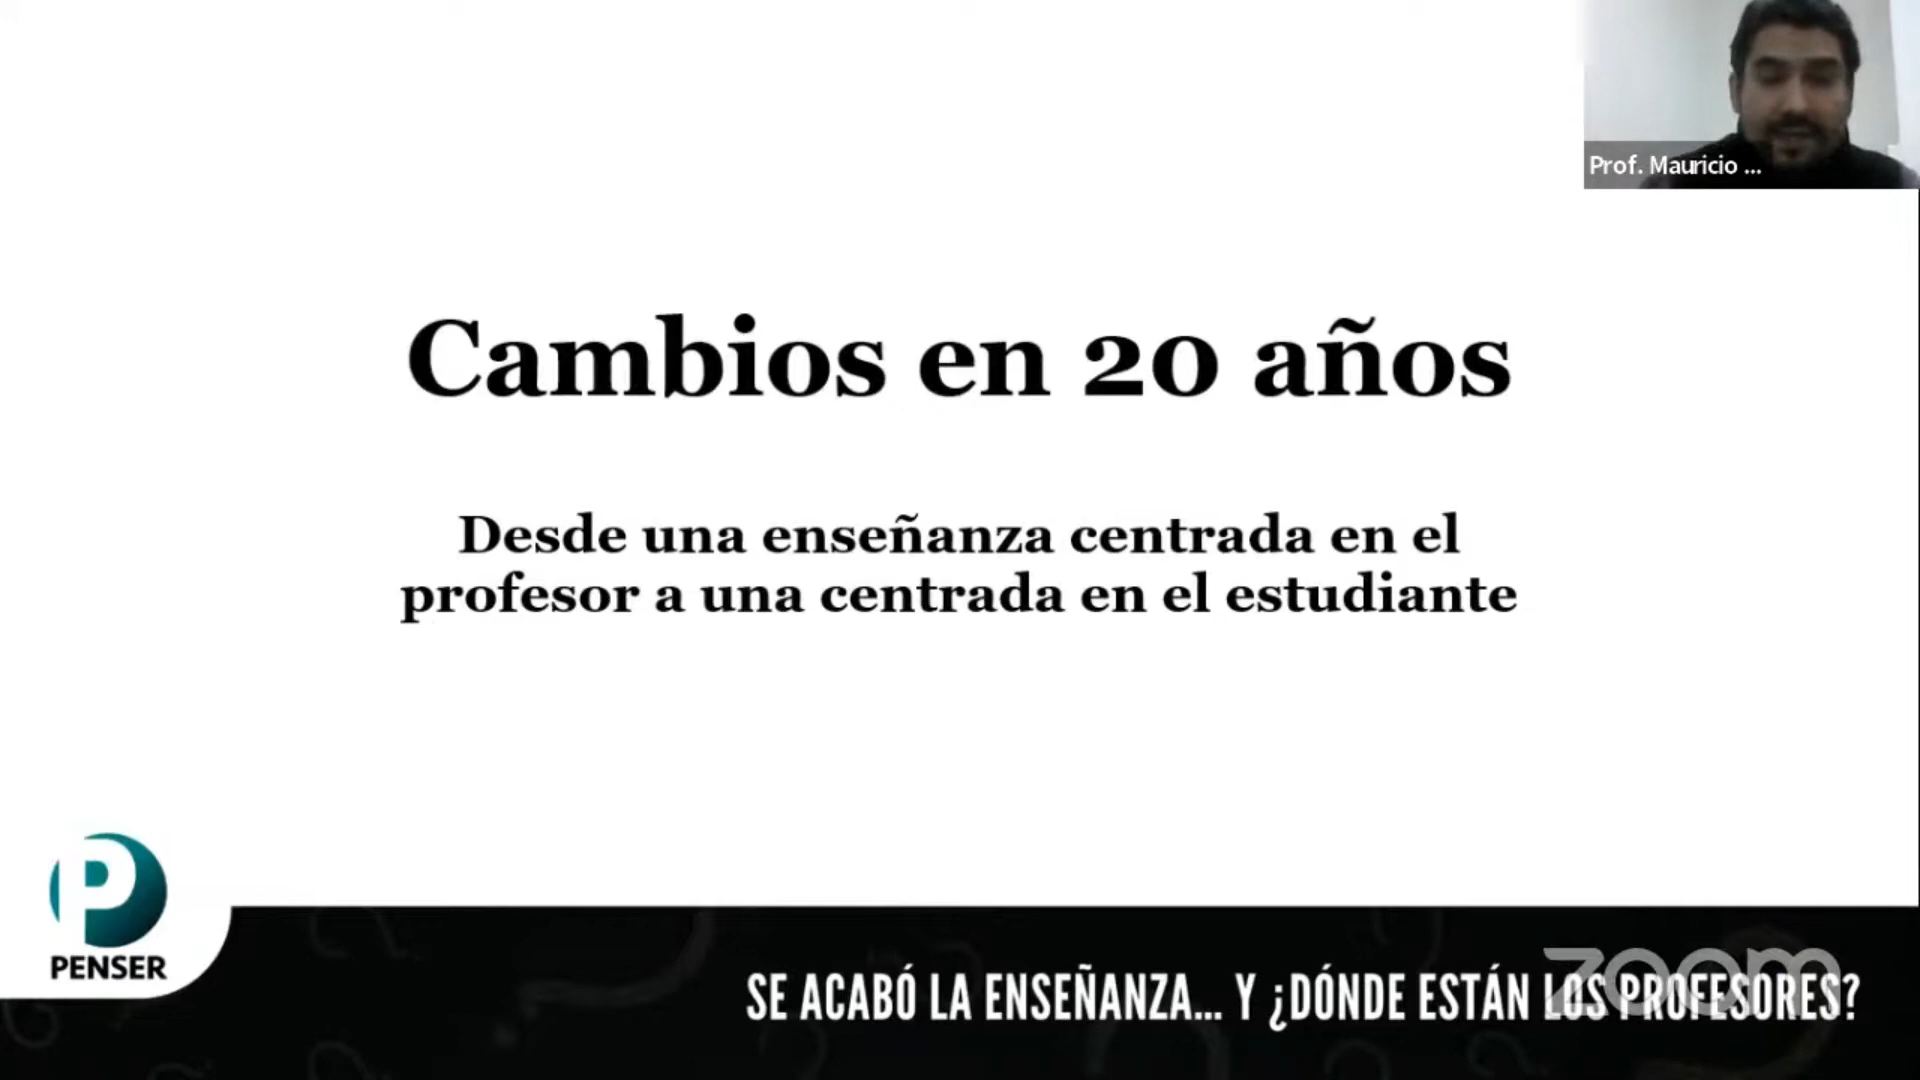 Prof. Mauricio ...
Cambios en 20 años
Desde una enseñanza centrada en el
profesor a una centrada en el estudiante
P
PENSER
SE ACABÓ LA ENSEÑANZA... Y ¿DÓNDE ESTÁN LOS PROFESORES?
zoom